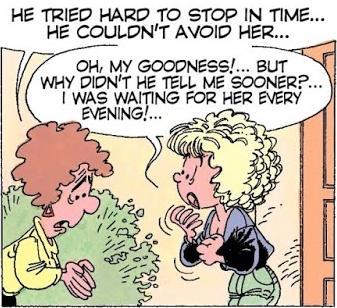 HE TRIED HARD TO STOP IN TIME...
HE COULDN'T AVOID HER...
OH, MY GOODNESS!... BUT
WHY DIDN'T HE TELL ME SOONER?...
I WAS WAITING FOR HER EVERY
EVENING!...